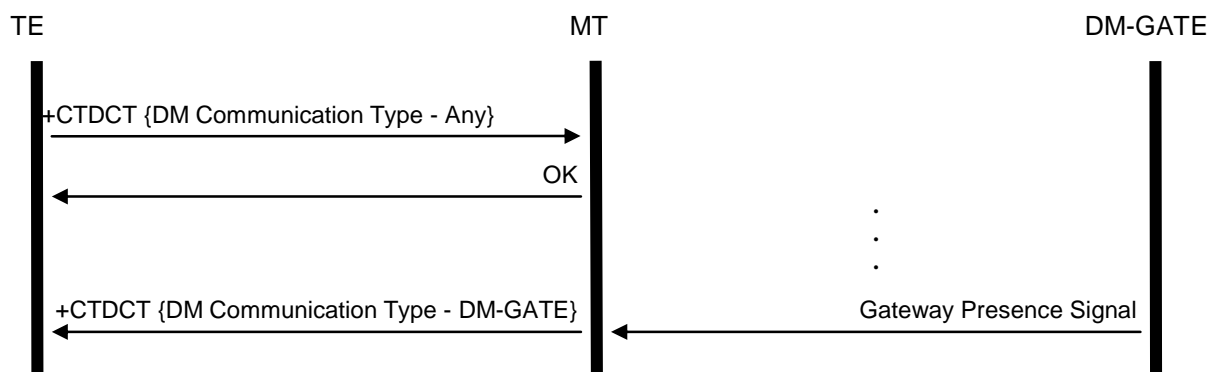 TE MT DM-GATE
+CTDCT {DM Communication Type - Any}
OK
.
.
.
+CTDCT {DM Communication Type - DM-GATE} Gateway Presence Signal